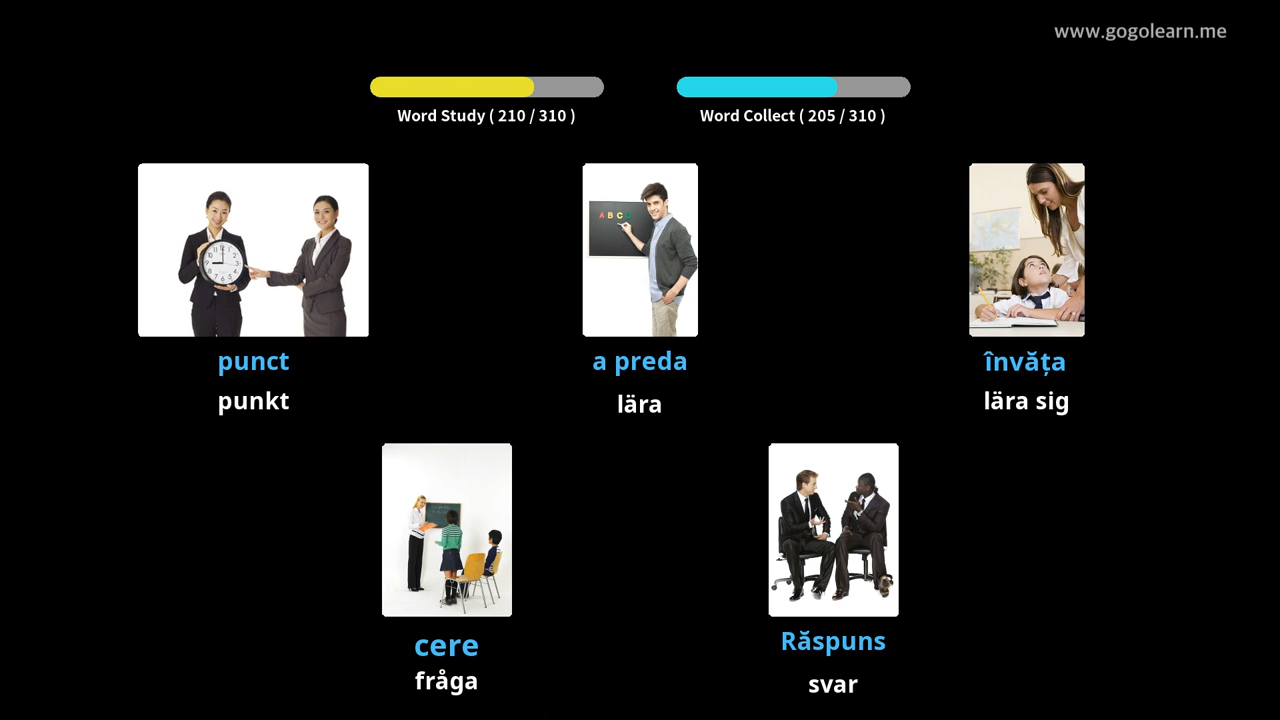 www.gogolearn.me
Word Study ( 210 / 310 )
Word Collect ( 205 / 310 )
A B C
punct
punkt
a preda
lära
învăța
lära sig
cere
fråga
Răspuns
svar